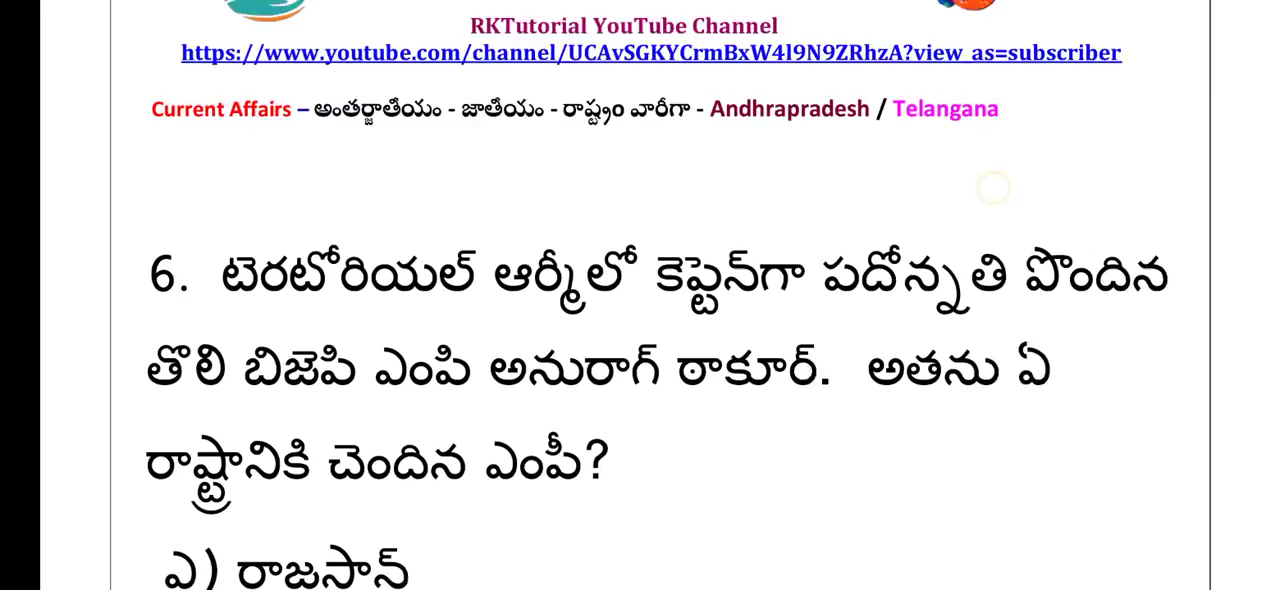 RKTutorial YouTube Channel
https://www.youtube.com/channel/UCAvSGKYCrmBxW4l9N9ZRhzA?view_as=subscriber
Current Affairs – అంతర్జాతీయం - జాతీయం - రాష్ట్రం వారీగా - Andhrapradesh / Telangana
6. టెరటోరియల్ ఆర్మీలో కెప్టెన్‌గా పదోన్నతి పొందిన
తొలి బిజెపి ఎంపి అనురాగ్ ఠాకూర్. అతను ఏ
రాష్ట్రానికి చెందిన ఎంపీ?
ఎ) రాజసాన్